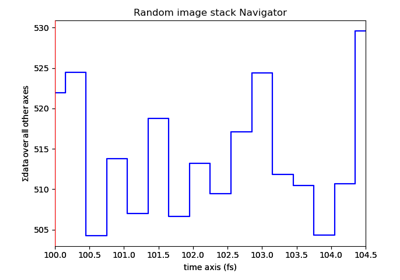 Random image stack Navigator
530
525
520
515
510
505
Σdata over all other axes
100.0 100.5 101.0 101.5 102.0 102.5 103.0 103.5 104.0 104.5
time axis (fs)